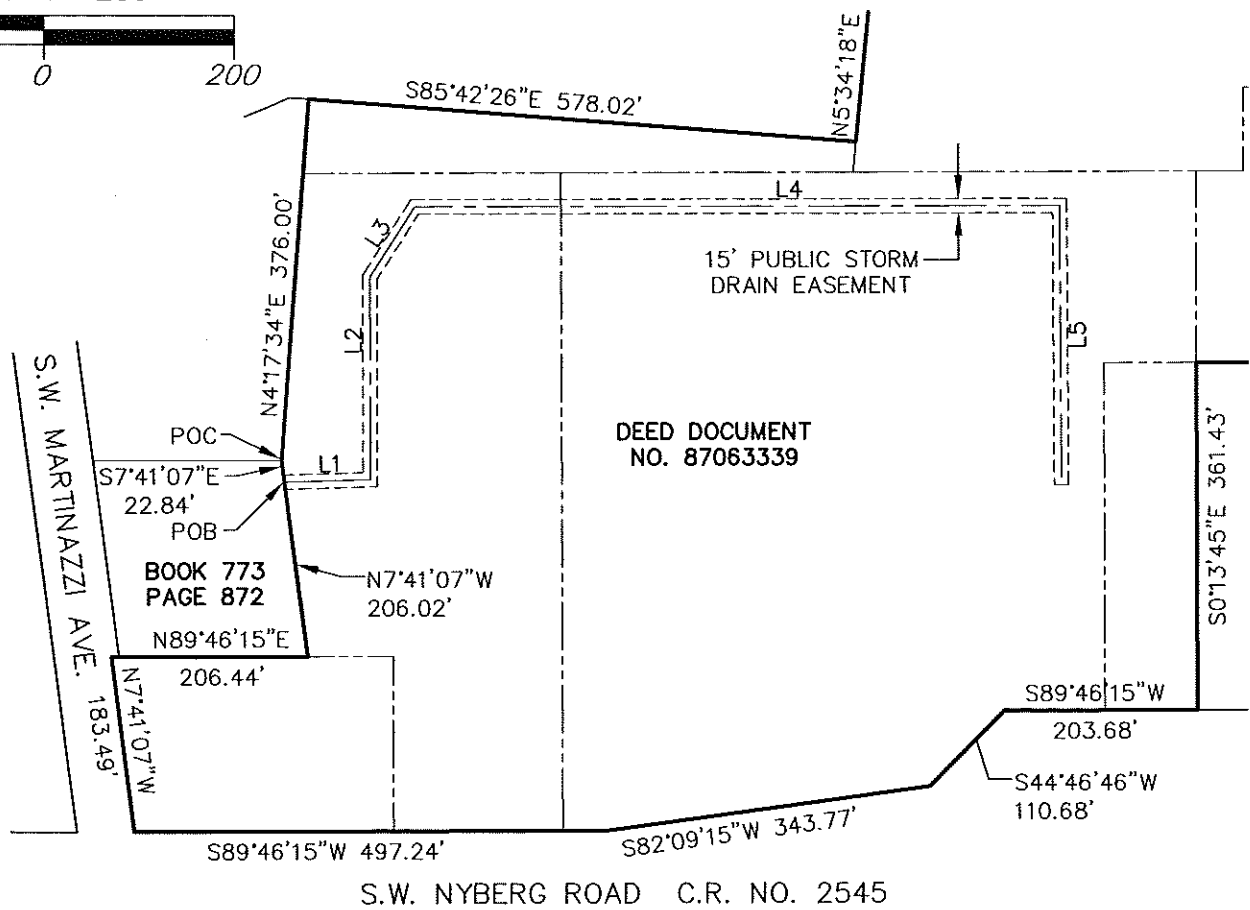 0 200
S85°42'26"E 578.02'
N5°34'18"E
N4°17'34"E 376.00'
L4
L3
15' PUBLIC STORM
DRAIN EASEMENT
L2
L5
S.W. MARTINAZZI AVE.
POC
L1
S7°41'07"E
22.84'
POB
DEED DOCUMENT
NO. 87063339
S0°13'45"E 361.43'
BOOK 773
PAGE 872
N7°41'07"W
206.02'
N89°46'15"E
206.44'
N7°41'07"W
183.49'
S89°46'15"W
203.68'
S44°46'46"W
110.68'
S82°09'15"W 343.77'
S89°46'15"W 497.24'
S.W. NYBERG ROAD C.R. NO. 2545